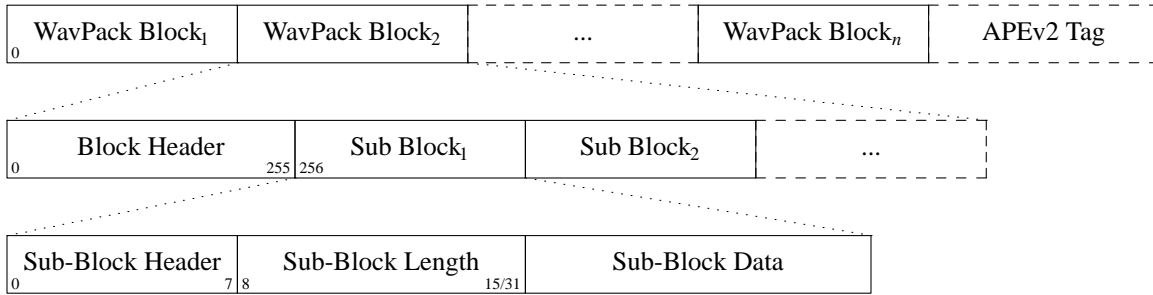 WavPack Block₁ WavPack Block₂ ... WavPack Blockₙ APEv2 Tag
0
Block Header Sub Block₁ Sub Block₂ ...
0 255 256
Sub-Block Header Sub-Block Length Sub-Block Data
0 7 8 15/31